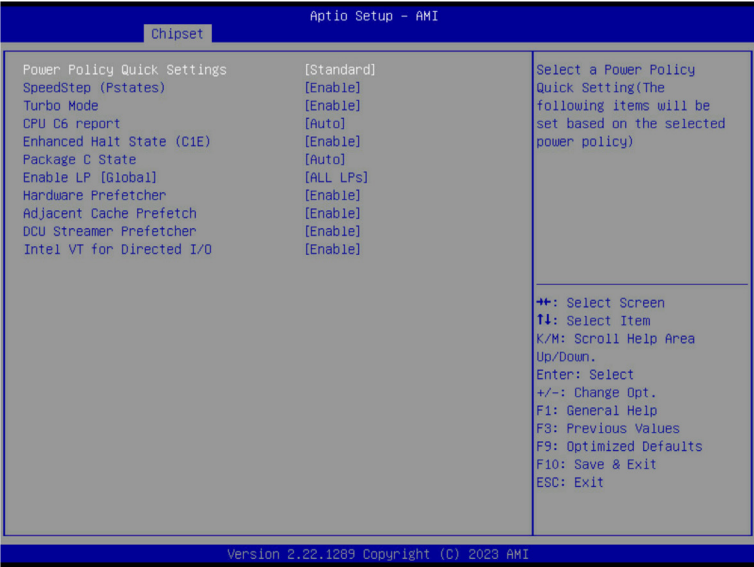 Aptio Setup – AMI
Chipset
Power Policy Quick Settings [Standard]
SpeedStep (Pstates) [Enable]
Turbo Mode [Enable]
CPU C6 report [Auto]
Enhanced Halt State (C1E) [Enable]
Package C State [Auto]
Enable LP [Global] [ALL LPs]
Hardware Prefetcher [Enable]
Adjacent Cache Prefetch [Enable]
DCU Streamer Prefetcher [Enable]
Intel VT for Directed I/O [Enable]
Select a Power Policy
Quick Setting(The
following items will be
set based on the selected
power policy)
→←: Select Screen
↑↓: Select Item
K/M: Scroll Help Area
Up/Down.
Enter: Select
+/-: Change Opt.
F1: General Help
F3: Previous Values
F9: Optimized Defaults
F10: Save & Exit
ESC: Exit
Version 2.22.1289 Copyright (C) 2023 AMI